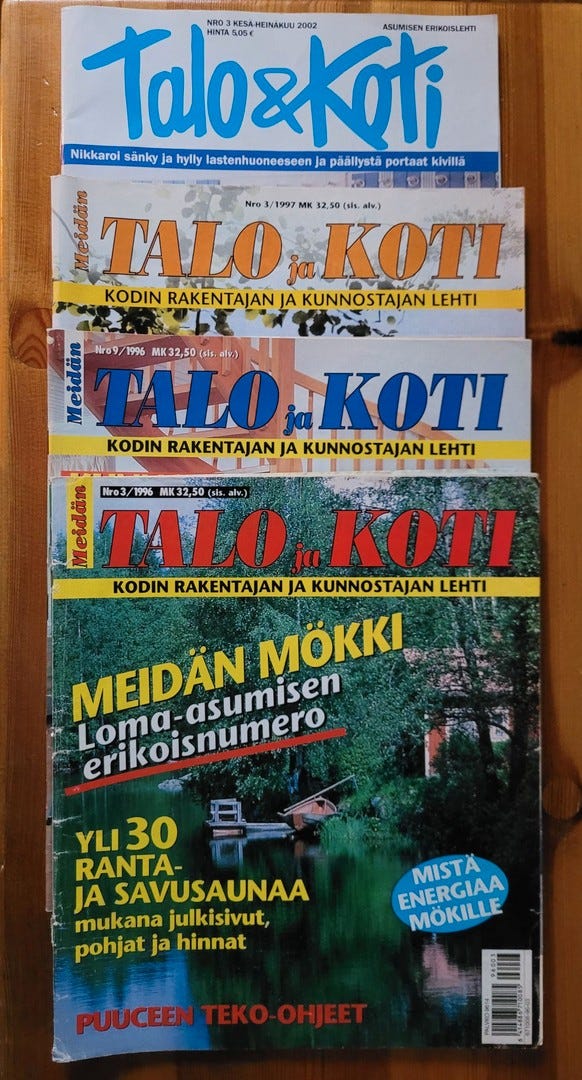 NRO 3 KESÄ-HEINÄKUU 2002
HINTA 5,05 €
ASUMISEN ERIKOISLEHTI
Talo&Koti
Nikkaroi sänky ja hylly lastenhuoneeseen ja päällystä portaat kivillä
Nro 3/1997 MK 32,50 (sis. alv.)
Meidän
TALO ja KOTI
KODIN RAKENTAJAN JA KUNNOSTAJAN LEHTI
Nro 9/1996 MK 32,50 (sis. alv.)
Meidän
TALO ja KOTI
KODIN RAKENTAJAN JA KUNNOSTAJAN LEHTI
Nro 3/1996 MK 32,50 (sis. alv.)
Meidän
TALO ja KOTI
KODIN RAKENTAJAN JA KUNNOSTAJAN LEHTI
MEIDÄN MÖKKI
Loma-asumisen
erikoisnumero
YLI 30
RANTA-
JA SAVUSAUNAA
mukana julkisivut,
pohjat ja hinnat
MISTÄ
ENERGIAA
MÖKILLE
PUUCEEN TEKO-OHJEET
96003